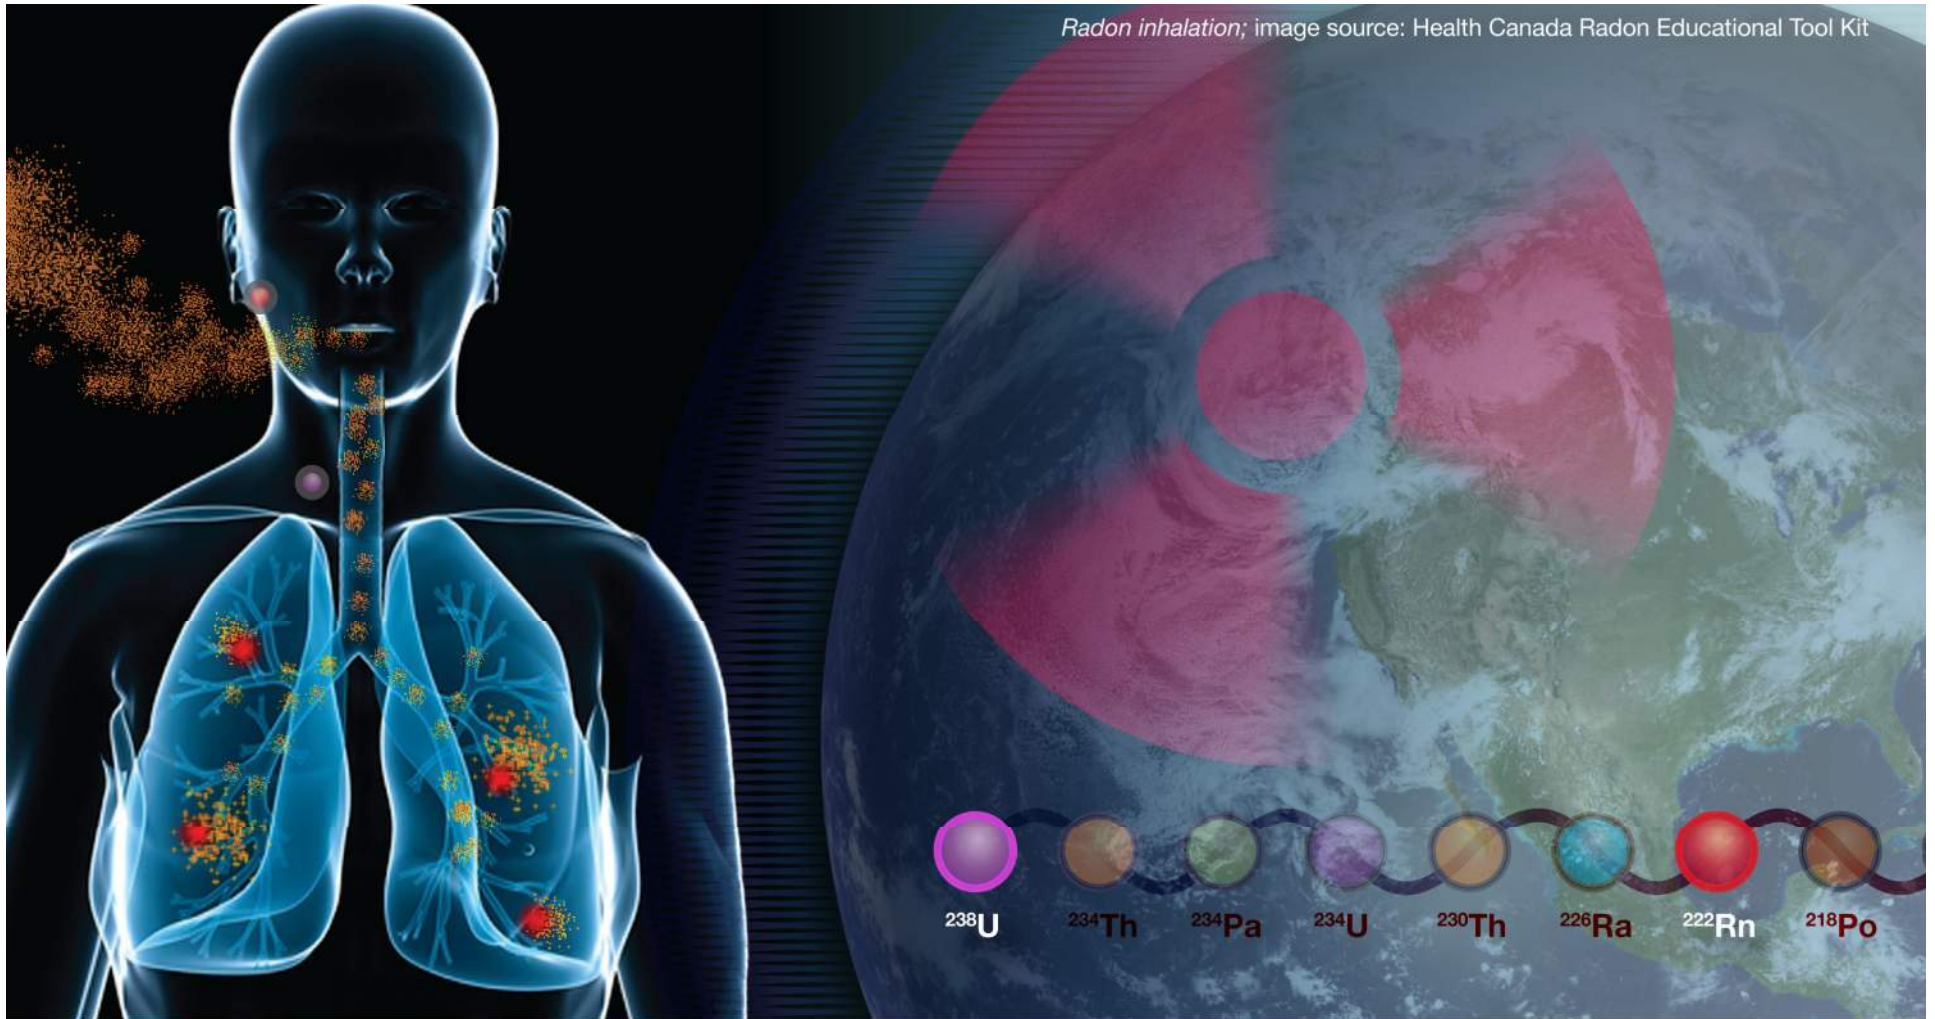 Radon inhalation; image source: Health Canada Radon Educational Tool Kit
²³⁸U ²³⁴Th ²³⁴Pa ²³⁴U ²³⁰Th ²²⁶Ra ²²²Rn ²¹⁸Po